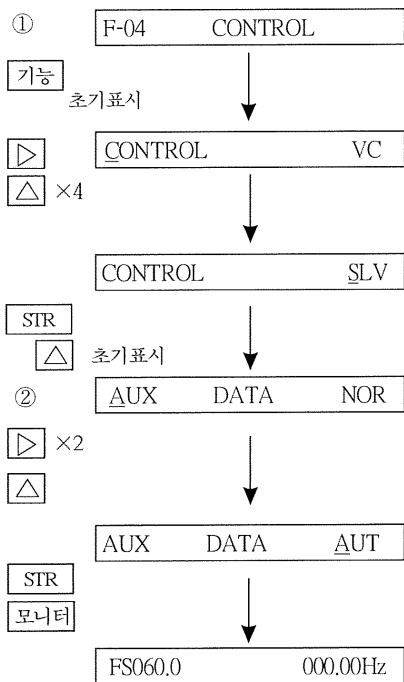 ① F-04 CONTROL
기능
초기표시
▷ CONTROL VC
△ ×4
CONTROL SLV
STR
△ 초기표시
② AUX DATA NOR
▷ ×2
△
AUX DATA AUT
STR
모니터
FS060.0 000.00Hz